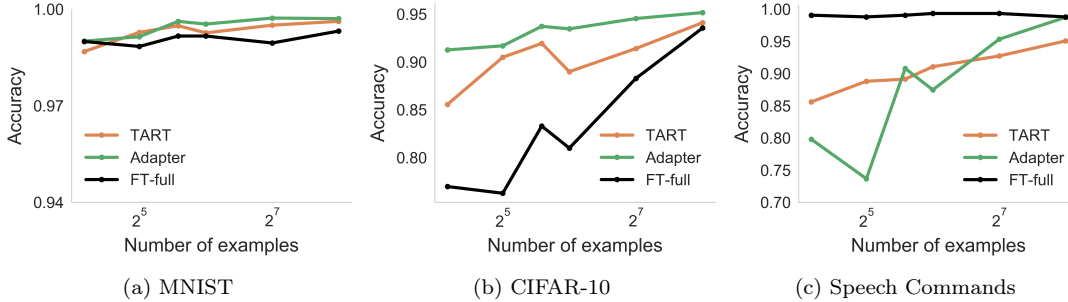 1.00
0.97
0.94
Accuracy
TART
Adapter
FT-full
2^5
2^7
Number of examples
(a) MNIST
0.95
0.90
0.85
0.80
Accuracy
TART
Adapter
FT-full
2^5
2^7
Number of examples
(b) CIFAR-10
1.00
0.95
0.90
0.85
0.80
0.75
0.70
Accuracy
TART
Adapter
FT-full
2^5
2^7
Number of examples
(c) Speech Commands